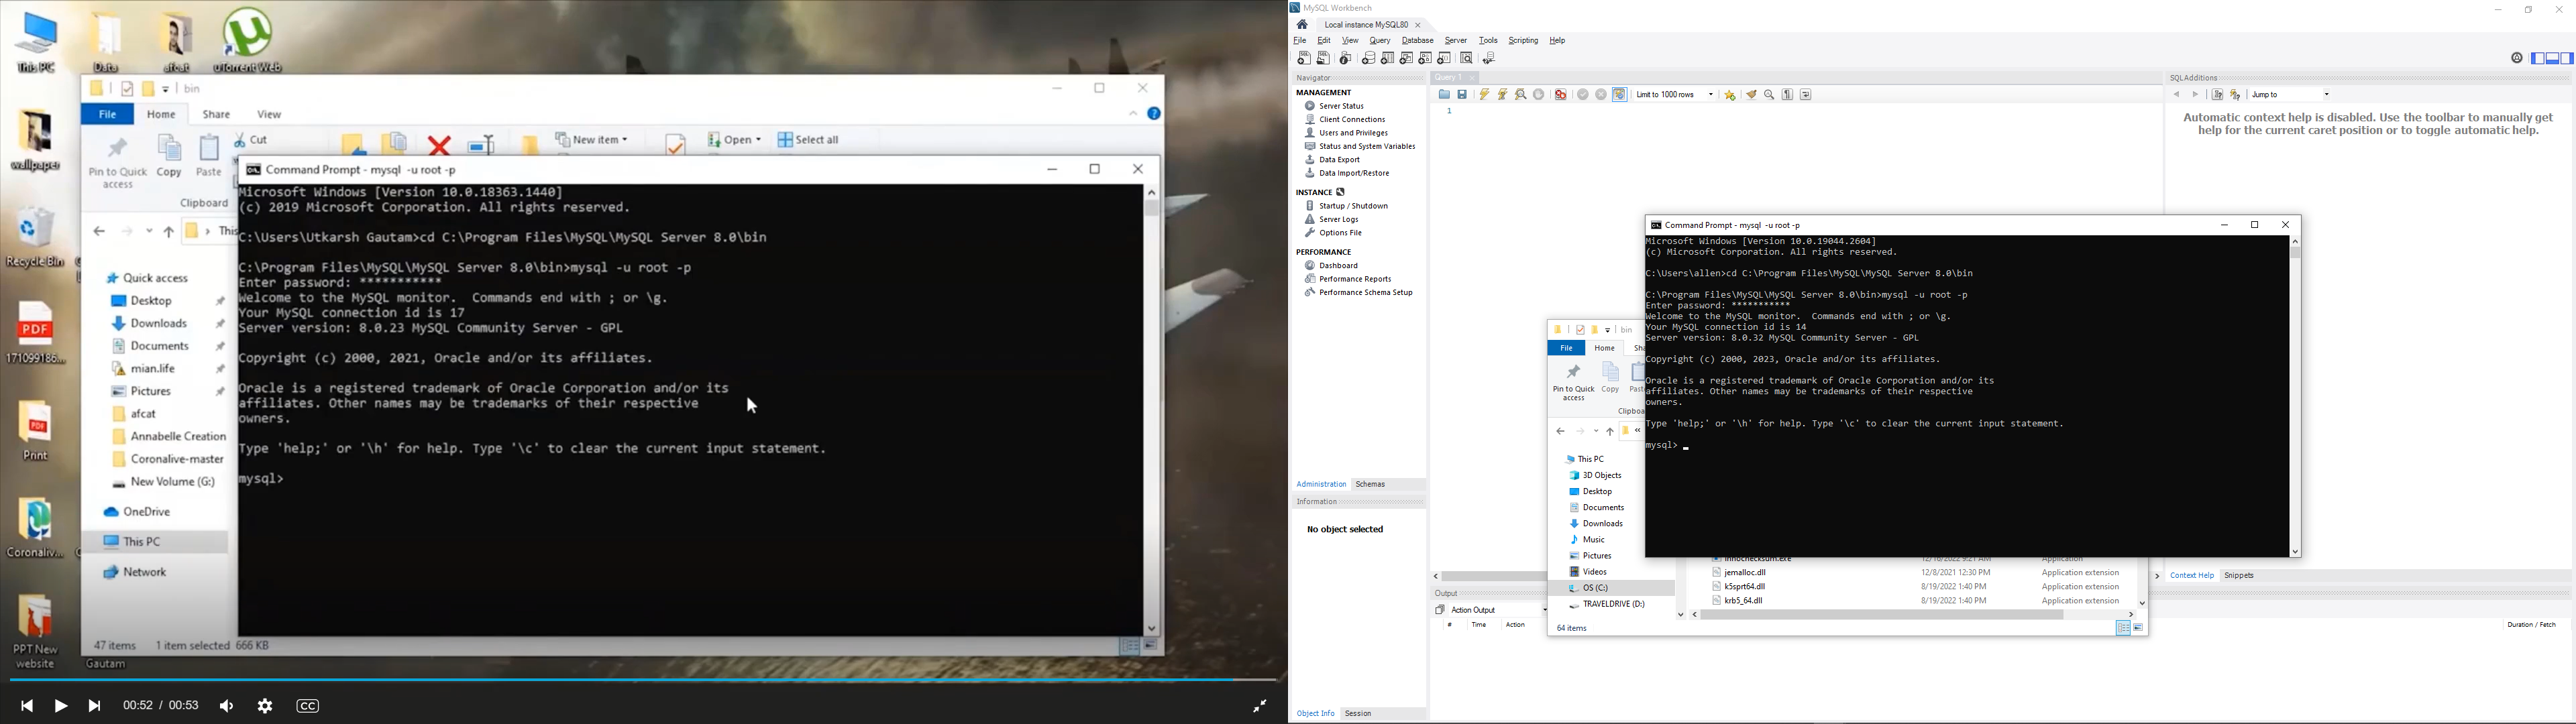 This PC
Data
afcat
uTorrent Web
wallpaper
Recycle Bin
171099186...
Print
Coronaliv...
PPT New
website
Gautam
bin
File
Home
Share
View
Cut
New item
Open
Select all
Pin to Quick
access
Copy
Paste
Clipboard
This
Quick access
Desktop
Downloads
Documents
mian.life
Pictures
afcat
Annabelle Creation
Coronalive-master
New Volume (G:)
OneDrive
This PC
Network
47 items
1 item selected 666 KB
Command Prompt - mysql -u root -p
Microsoft Windows [Version 10.0.18363.1440]
(c) 2019 Microsoft Corporation. All rights reserved.
C:\Users\Utkarsh Gautam>cd C:\Program Files\MySQL\MySQL Server 8.0\bin
C:\Program Files\MySQL\MySQL Server 8.0\bin>mysql -u root -p
Enter password: ***********
Welcome to the MySQL monitor.  Commands end with ; or \g.
Your MySQL connection id is 17
Server version: 8.0.23 MySQL Community Server - GPL
Copyright (c) 2000, 2021, Oracle and/or its affiliates.
Oracle is a registered trademark of Oracle Corporation and/or its
affiliates. Other names may be trademarks of their respective
owners.
Type 'help;' or '\h' for help. Type '\c' to clear the current input statement.
mysql>
00:52 / 00:53
CC
MySQL Workbench
Local instance MySQL80
File Edit View Query Database Server Tools Scripting Help
Navigator
MANAGEMENT
Server Status
Client Connections
Users and Privileges
Status and System Variables
Data Export
Data Import/Restore
INSTANCE
Startup / Shutdown
Server Logs
Options File
PERFORMANCE
Dashboard
Performance Reports
Performance Schema Setup
Administration Schemas
Information
No object selected
Object Info Session
Query 1
Limit to 1000 rows
1
SQLAdditions
Jump to
Automatic context help is disabled. Use the toolbar to manually get
help for the current caret position or to toggle automatic help.
Context Help Snippets
Output
Action Output
# Time Action
Duration / Fetch
bin
File
Home
Sha
Pin to Quick
access
Copy
Paste
Clipboa
This PC
3D Objects
Desktop
Documents
Downloads
Music
Pictures
Videos
OS (C:)
TRAVELDRIVE (D:)
64 items
innochecksum.exe 12/16/2022 9:21 AM Application
jemalloc.dll 12/8/2021 12:30 PM Application extension
k5sprt64.dll 8/19/2022 1:40 PM Application extension
krb5_64.dll 8/19/2022 1:40 PM Application extension
Command Prompt - mysql -u root -p
Microsoft Windows [Version 10.0.19044.2604]
(c) Microsoft Corporation. All rights reserved.
C:\Users\allen>cd C:\Program Files\MySQL\MySQL Server 8.0\bin
C:\Program Files\MySQL\MySQL Server 8.0\bin>mysql -u root -p
Enter password: ***********
Welcome to the MySQL monitor.  Commands end with ; or \g.
Your MySQL connection id is 14
Server version: 8.0.32 MySQL Community Server - GPL
Copyright (c) 2000, 2023, Oracle and/or its affiliates.
Oracle is a registered trademark of Oracle Corporation and/or its
affiliates. Other names may be trademarks of their respective
owners.
Type 'help;' or '\h' for help. Type '\c' to clear the current input statement.
mysql>